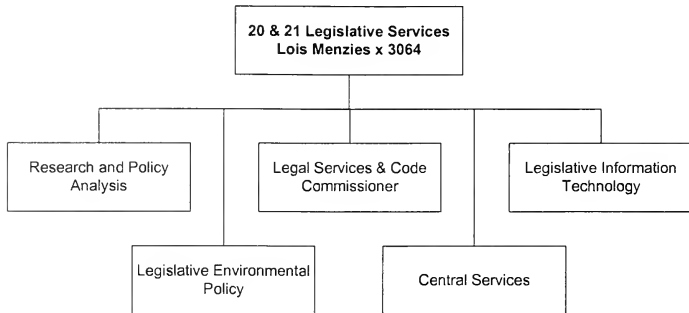 20 & 21 Legislative Services
Lois Menzies x 3064
Research and Policy
Analysis
Legal Services & Code
Commissioner
Legislative Information
Technology
Legislative Environmental
Policy
Central Services